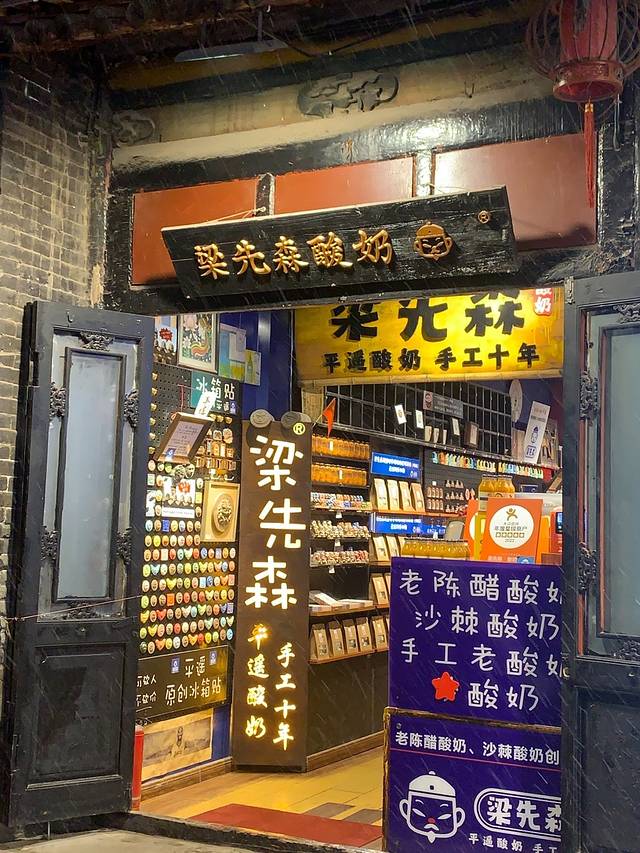 梁先森酸奶
®
梁先森
酸奶
平遥酸奶 手工十年
冰箱贴
梁先森
®
平遥酸奶
手工十年
平遥
原创冰箱贴
老陈醋酸奶
沙棘酸奶
手工老酸奶
酸奶
老陈醋酸奶、沙棘酸奶创
梁先森
平遥酸奶 手工